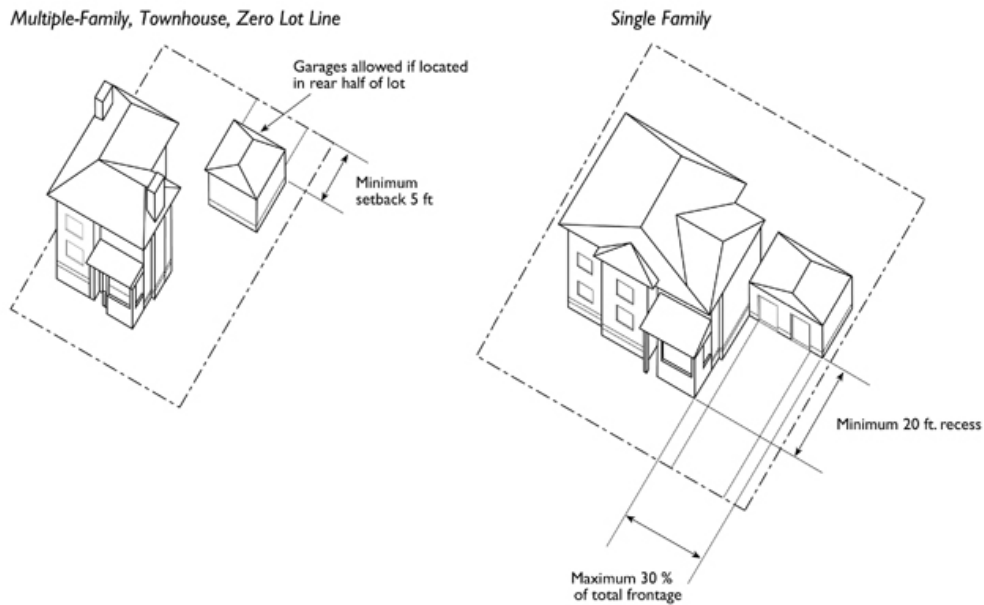 Multiple-Family, Townhouse, Zero Lot Line
Garages allowed if located
in rear half of lot
Minimum
setback 5 ft
Single Family
Minimum 20 ft. recess
Maximum 30 %
of total frontage